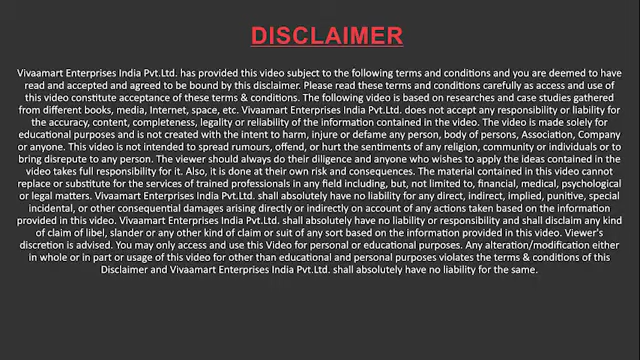 DISCLAIMER
Vivaamart Enterprises India Pvt.Ltd. has provided this video subject to the following terms and conditions and you are deemed to have
read and accepted and agreed to be bound by this disclaimer. Please read these terms and conditions carefully as access and use of
this video constitute acceptance of these terms & conditions. The following video is based on researches and case studies gathered
from different books, media, Internet, space, etc. Vivaamart Enterprises India Pvt.Ltd. does not accept any responsibility or liability for
the accuracy, content, completeness, legality or reliability of the information contained in the video. The video is made solely for
educational purposes and is not created with the intent to harm, injure or defame any person, body of persons, Association, Company
or anyone. This video is not intended to spread rumours, offend, or hurt the sentiments of any religion, community or individuals or to
bring disrepute to any person. The viewer should always do their diligence and anyone who wishes to apply the ideas contained in the
video takes full responsibility for it. Also, it is done at their own risk and consequences. The material contained in this video cannot
replace or substitute for the services of trained professionals in any field including, but, not limited to, financial, medical, psychological
or legal matters. Vivaamart Enterprises India Pvt.Ltd. shall absolutely have no liability for any direct, indirect, implied, punitive, special
incidental, or other consequential damages arising directly or indirectly on account of any actions taken based on the information
provided in this video. Vivaamart Enterprises India Pvt.Ltd. shall absolutely have no liability or responsibility and shall disclaim any kind
of claim of libel, slander or any other kind of claim or suit of any sort based on the information provided in this video. Viewer's
discretion is advised. You may only access and use this Video for personal or educational purposes. Any alteration/modification either
in whole or in part or usage of this video for other than educational and personal purposes violates the terms & conditions of this
Disclaimer and Vivaamart Enterprises India Pvt.Ltd. shall absolutely have no liability for the same.